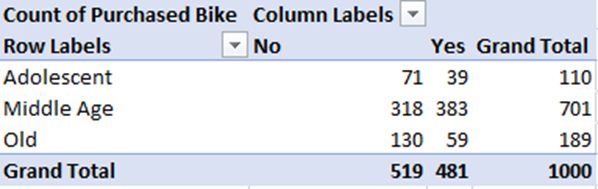 Count of Purchased Bike Column Labels
Row Labels No Yes Grand Total
Adolescent 71 39 110
Middle Age 318 383 701
Old 130 59 189
Grand Total 519 481 1000